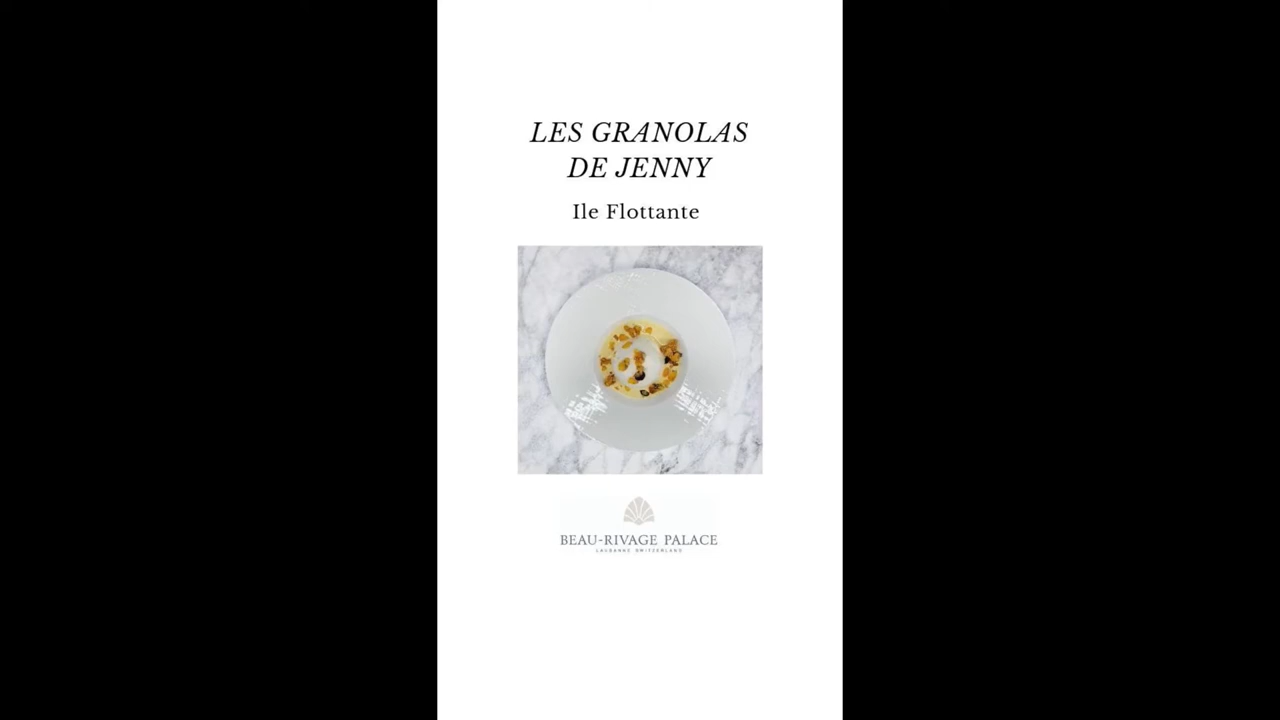 LES GRANOLAS
DE JENNY
Ile Flottante
BEAU-RIVAGE PALACE
LAUSANNE SWITZERLAND